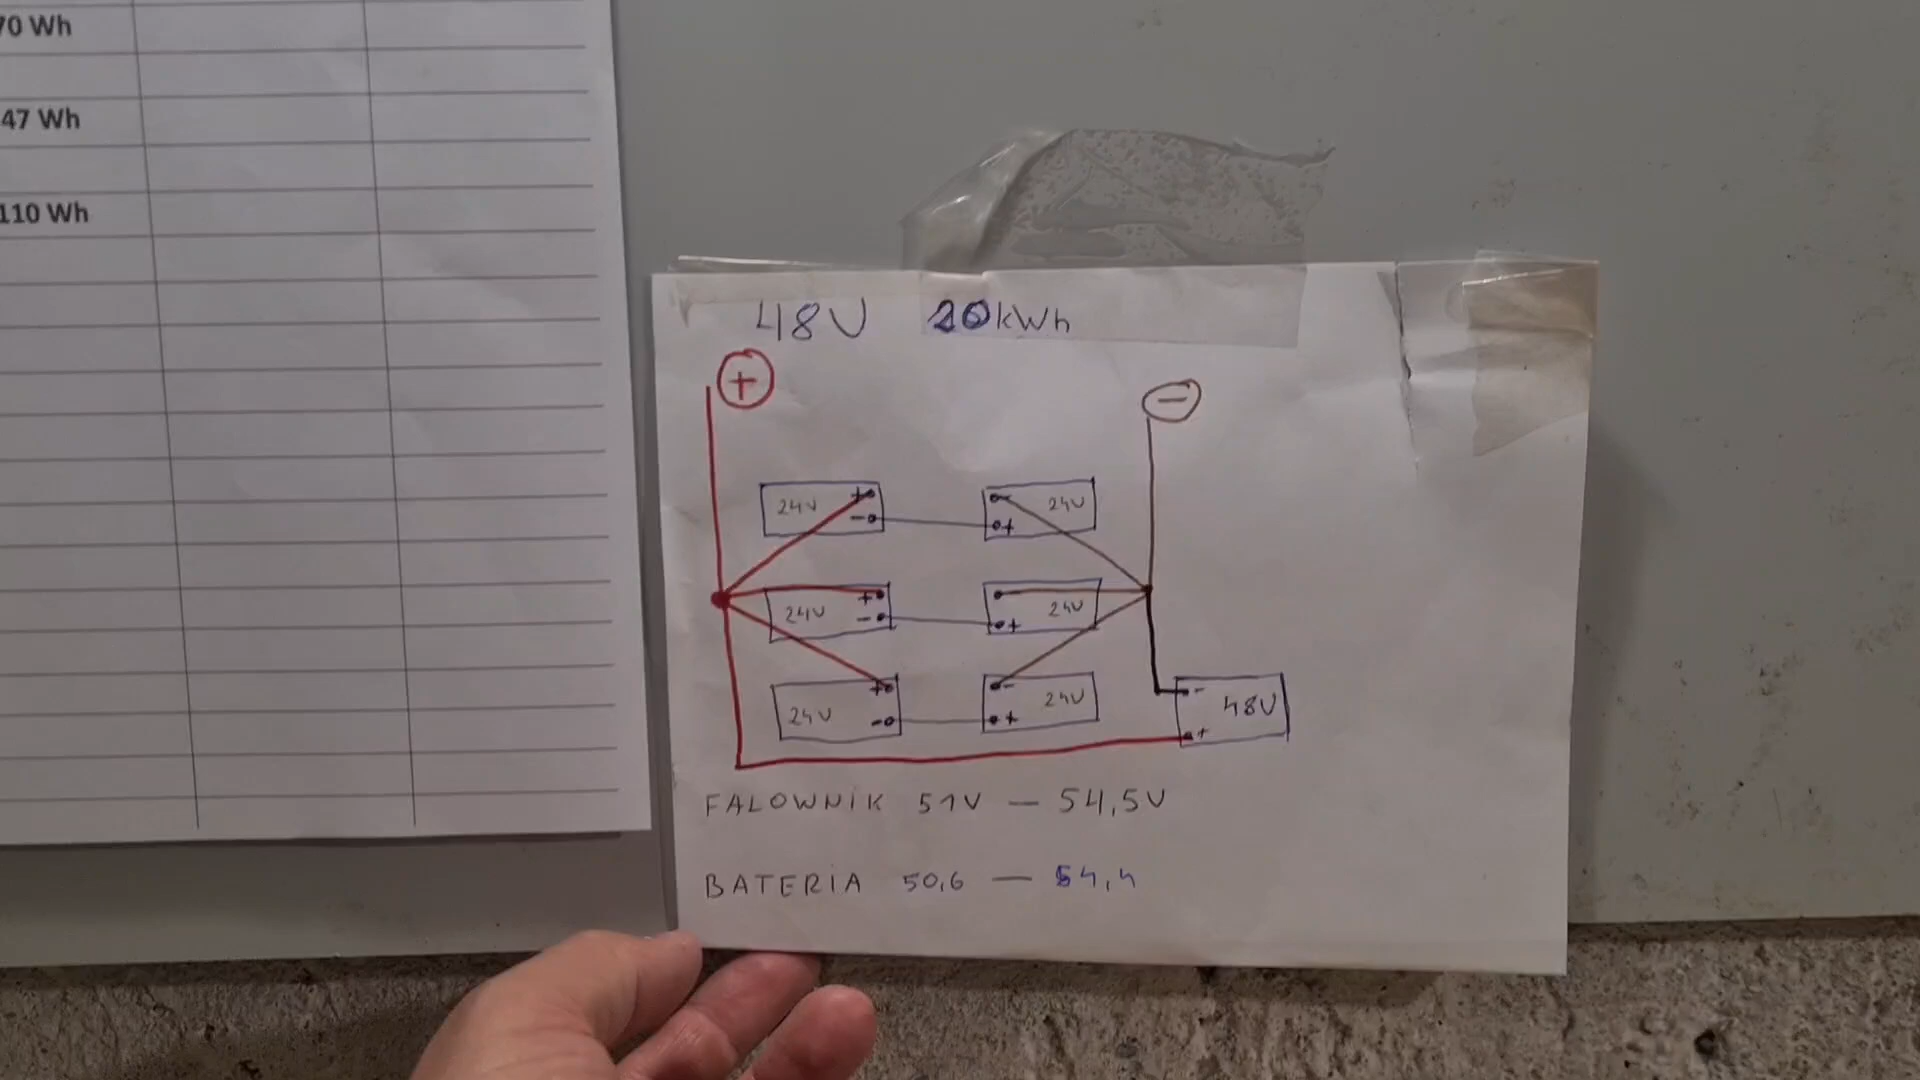 70 Wh
47 Wh
110 Wh
48V 20kWh
+ −
24V + − − + 24V
24V + − + 24V
24V + − − + 24V
− 48V +
FALOWNIK 51V — 54,5V
BATERIA 50,6 — 54,4